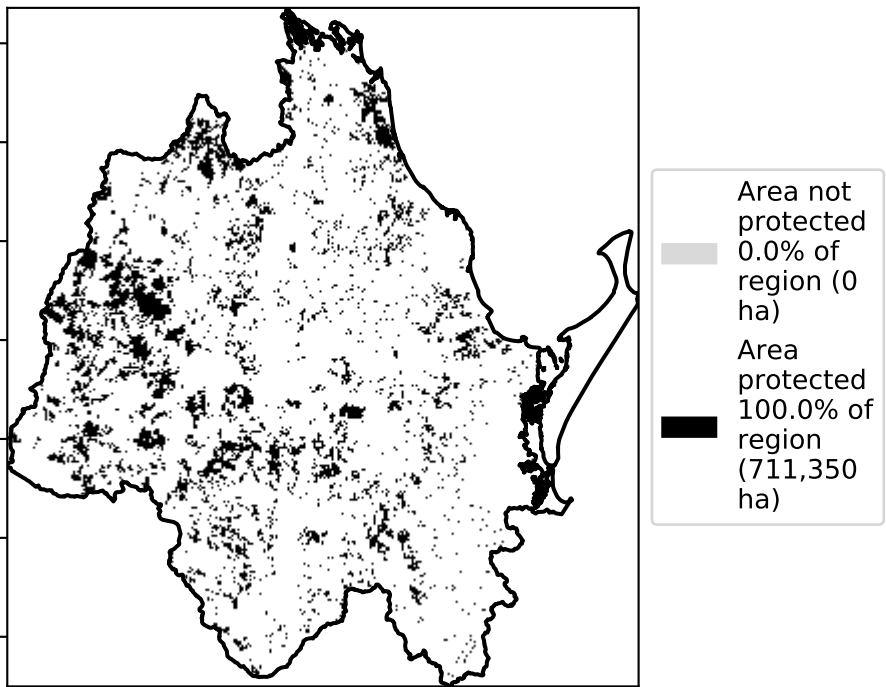 Area not
protected
0.0% of
region (0
ha)
Area
protected
100.0% of
region
(711,350
ha)